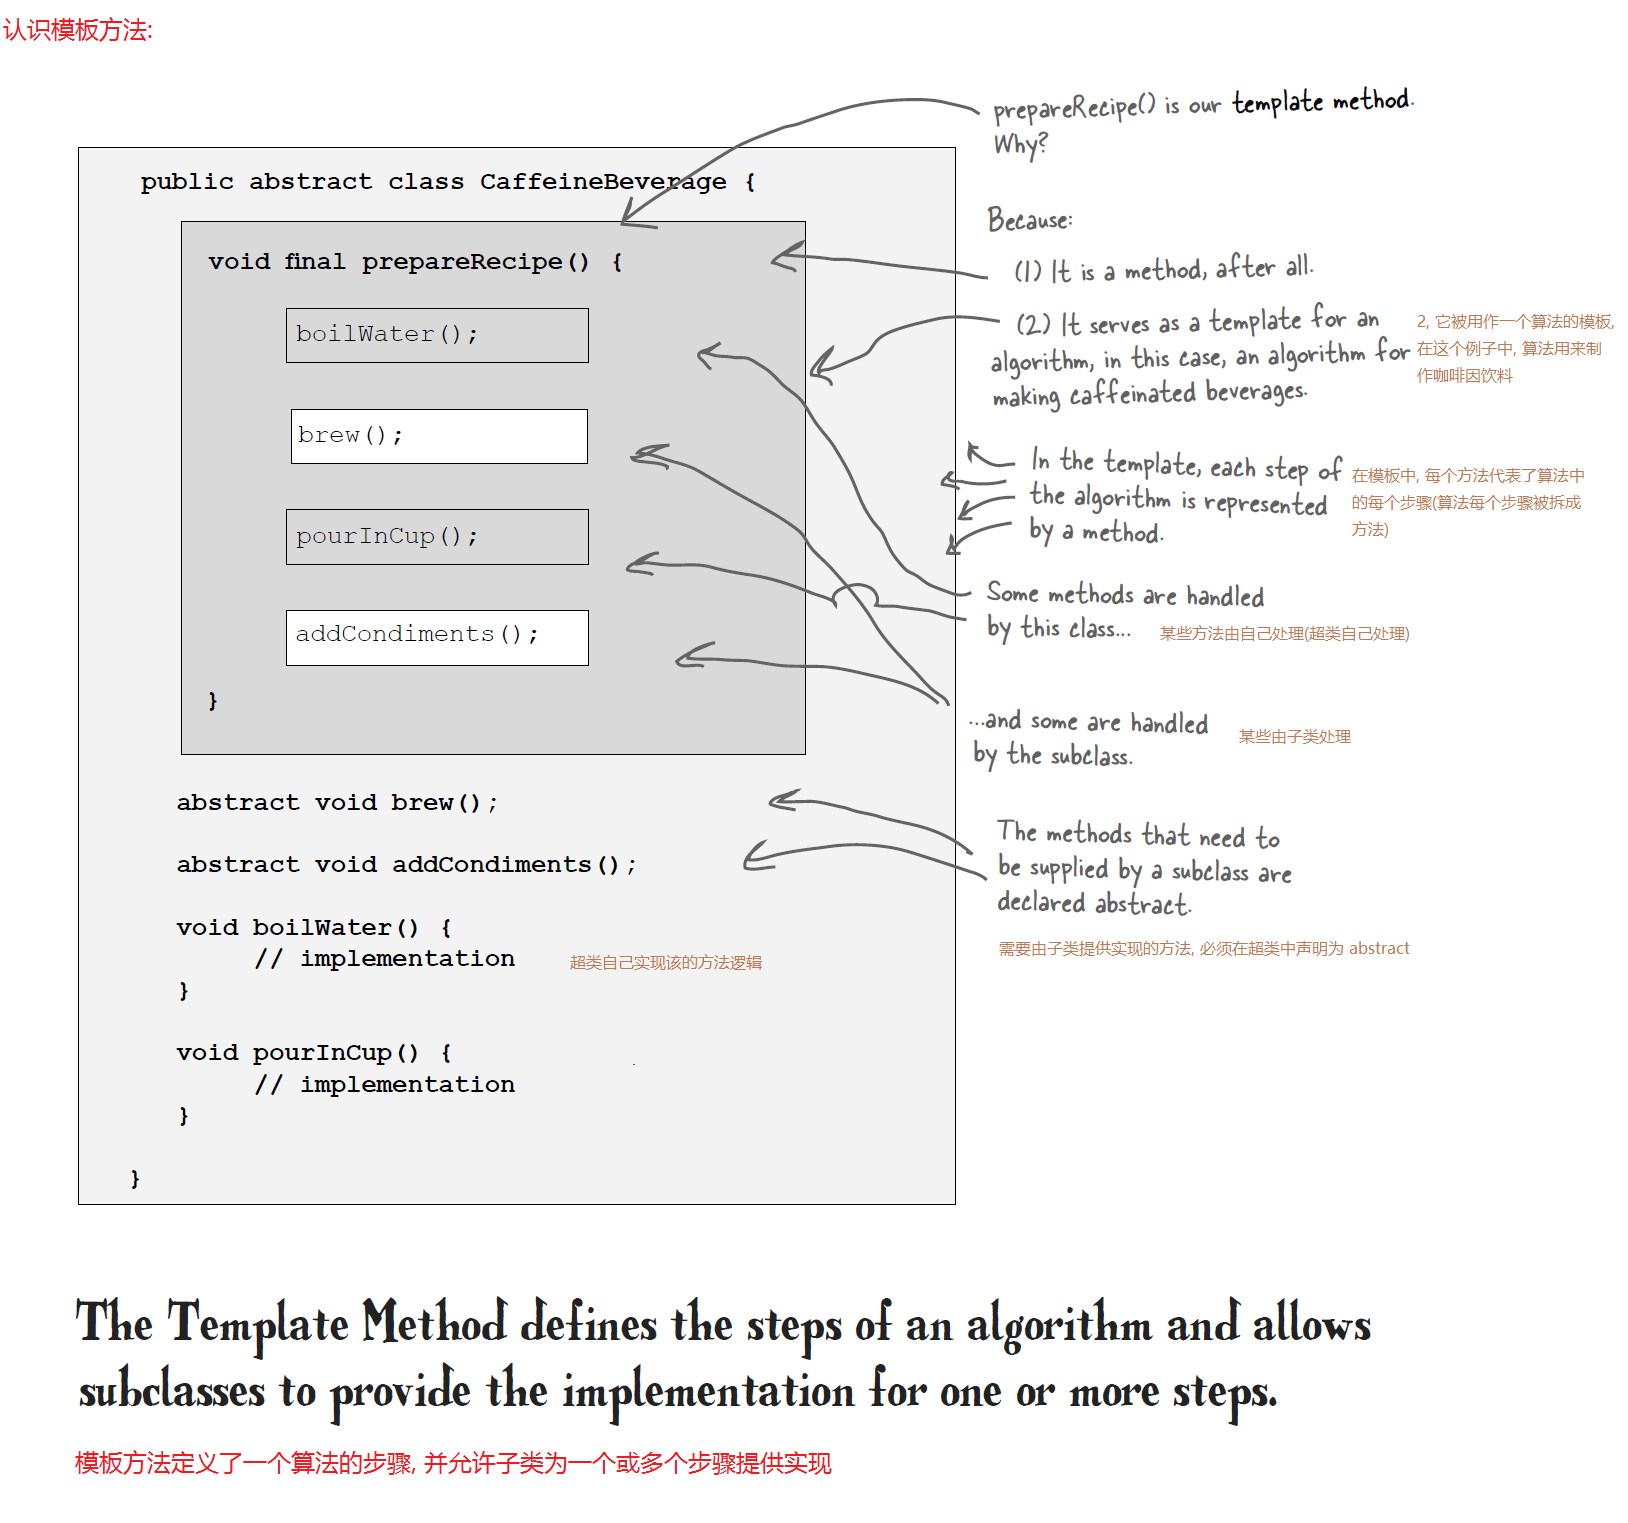 认识模板方法:
prepareRecipe() is our template method.
Why?
public abstract class CaffeineBeverage {
Because:
void final prepareRecipe() {
(1) It is a method, after all.
boilWater();
(2) It serves as a template for an
algorithm, in this case, an algorithm for
making caffeinated beverages.
2, 它被用作一个算法的模板,
在这个例子中, 算法用来制
作咖啡因饮料
brew();
In the template, each step of
the algorithm is represented
by a method.
在模板中, 每个方法代表了算法中
的每个步骤(算法每个步骤被拆成
方法)
pourInCup();
Some methods are handled
by this class...
某些方法由自己处理(超类自己处理)
addCondiments();
}
...and some are handled
by the subclass.
某些由子类处理
abstract void brew();
abstract void addCondiments();
The methods that need to
be supplied by a subclass are
declared abstract.
需要由子类提供实现的方法, 必须在超类中声明为 abstract
void boilWater() {
// implementation
超类自己实现该的方法逻辑
}
void pourInCup() {
// implementation
}
}
The Template Method defines the steps of an algorithm and allows
subclasses to provide the implementation for one or more steps.
模板方法定义了一个算法的步骤, 并允许子类为一个或多个步骤提供实现